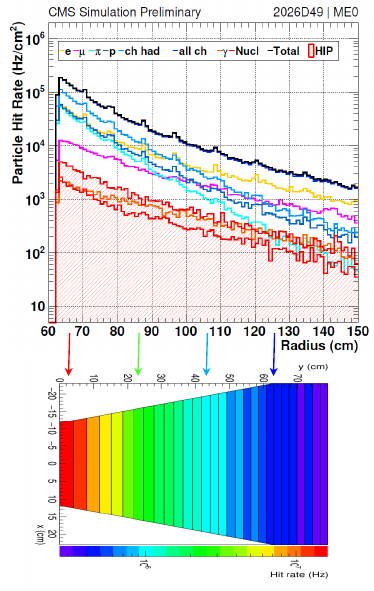 CMS Simulation Preliminary 2026D49 | ME0
Particle Hit Rate (Hz/cm²)
10⁶
10⁵
10⁴
10³
10²
10
e μ π p ch had all ch γ Nucl Total HIP
60 70 80 90 100 110 120 130 140 150
Radius (cm)
y (cm)
0 10 20 30 40 50 60 70
-20
-15
-10
-5
0
5
10
15
20
x (cm)
Hit rate (Hz)